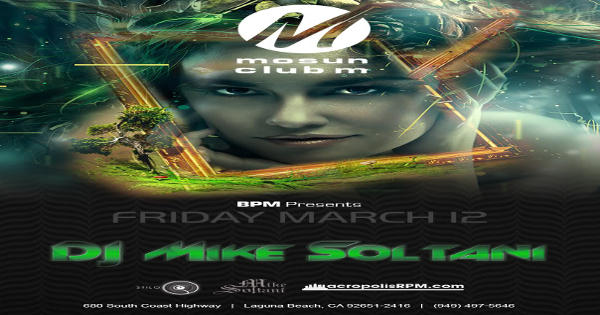 mosun
club m
BPM Presents
FRIDAY MARCH 12
DJ Mike Soltani
STILO
Mike Soltani
acropolisRPM.com
680 South Coast Highway | Laguna Beach, CA 92651-2416 | (949) 497-5646